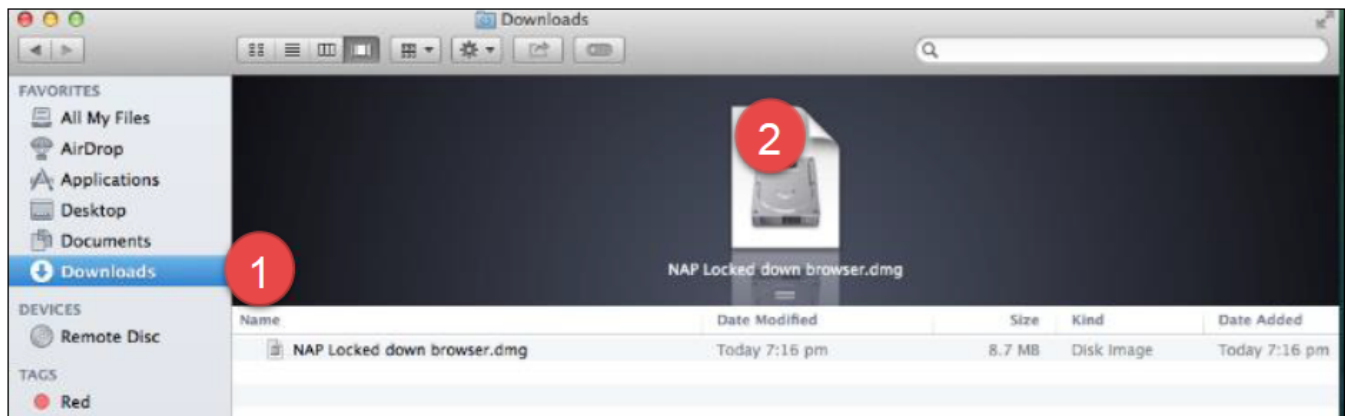 Downloads
FAVORITES
All My Files
AirDrop
Applications
Desktop
Documents
Downloads
1
DEVICES
Remote Disc
TAGS
Red
2
NAP Locked down browser.dmg
Name Date Modified Size Kind Date Added
NAP Locked down browser.dmg Today 7:16 pm 8.7 MB Disk Image Today 7:16 pm